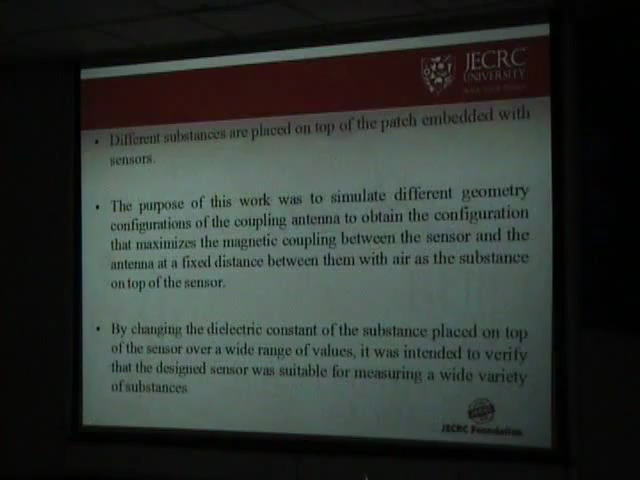 JECRC
UNIVERSITY
• Different substances are placed on top of the patch embedded with
sensors.
• The purpose of this work was to simulate different geometry
configurations of the coupling antenna to obtain the configuration
that maximizes the magnetic coupling between the sensor and the
antenna at a fixed distance between them with air as the substance
on top of the sensor.
• By changing the dielectric constant of the substance placed on top
of the sensor over a wide range of values, it was intended to verify
that the designed sensor was suitable for measuring a wide variety
of substances
JECRC Foundation